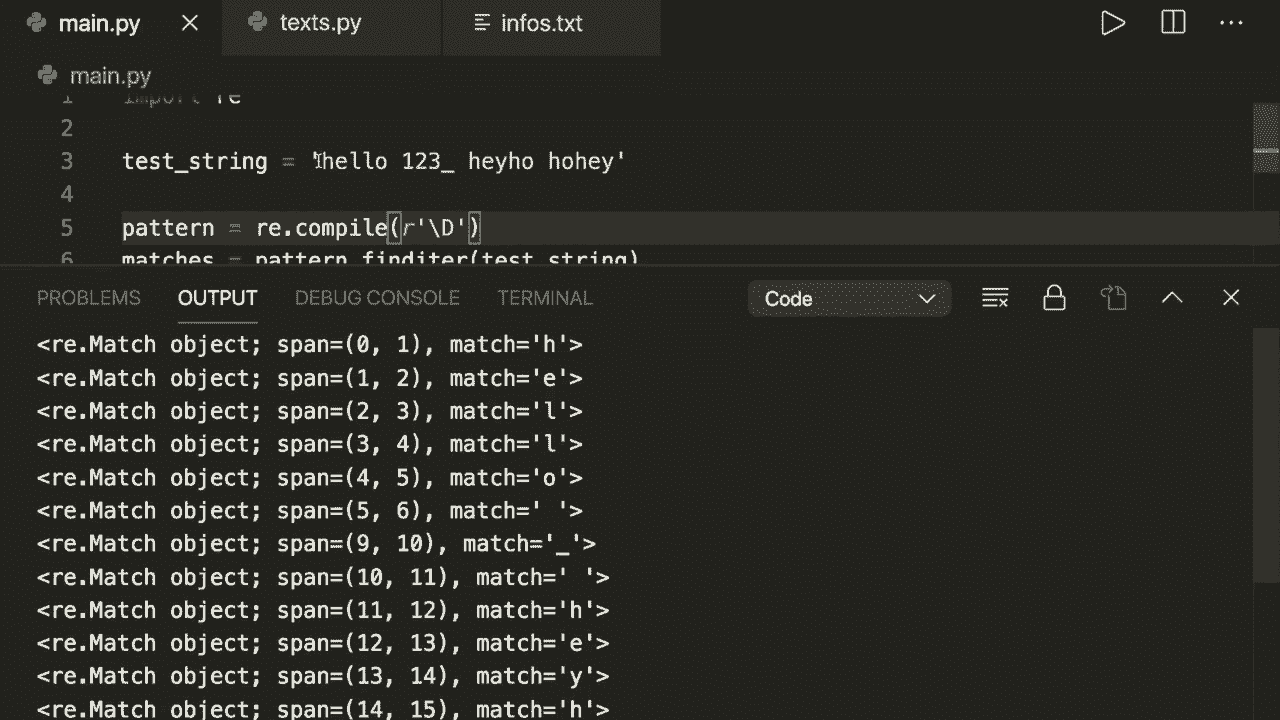 main.py texts.py infos.txt
main.py
1 import re
2
3 test_string = 'hello 123_ heyho hohey'
4
5 pattern = re.compile(r'\D')
6 matches = pattern.finditer(test_string)
PROBLEMS OUTPUT DEBUG CONSOLE TERMINAL Code
<re.Match object; span=(0, 1), match='h'>
<re.Match object; span=(1, 2), match='e'>
<re.Match object; span=(2, 3), match='l'>
<re.Match object; span=(3, 4), match='l'>
<re.Match object; span=(4, 5), match='o'>
<re.Match object; span=(5, 6), match=' '>
<re.Match object; span=(9, 10), match='_'>
<re.Match object; span=(10, 11), match=' '>
<re.Match object; span=(11, 12), match='h'>
<re.Match object; span=(12, 13), match='e'>
<re.Match object; span=(13, 14), match='y'>
<re.Match object; span=(14, 15), match='h'>